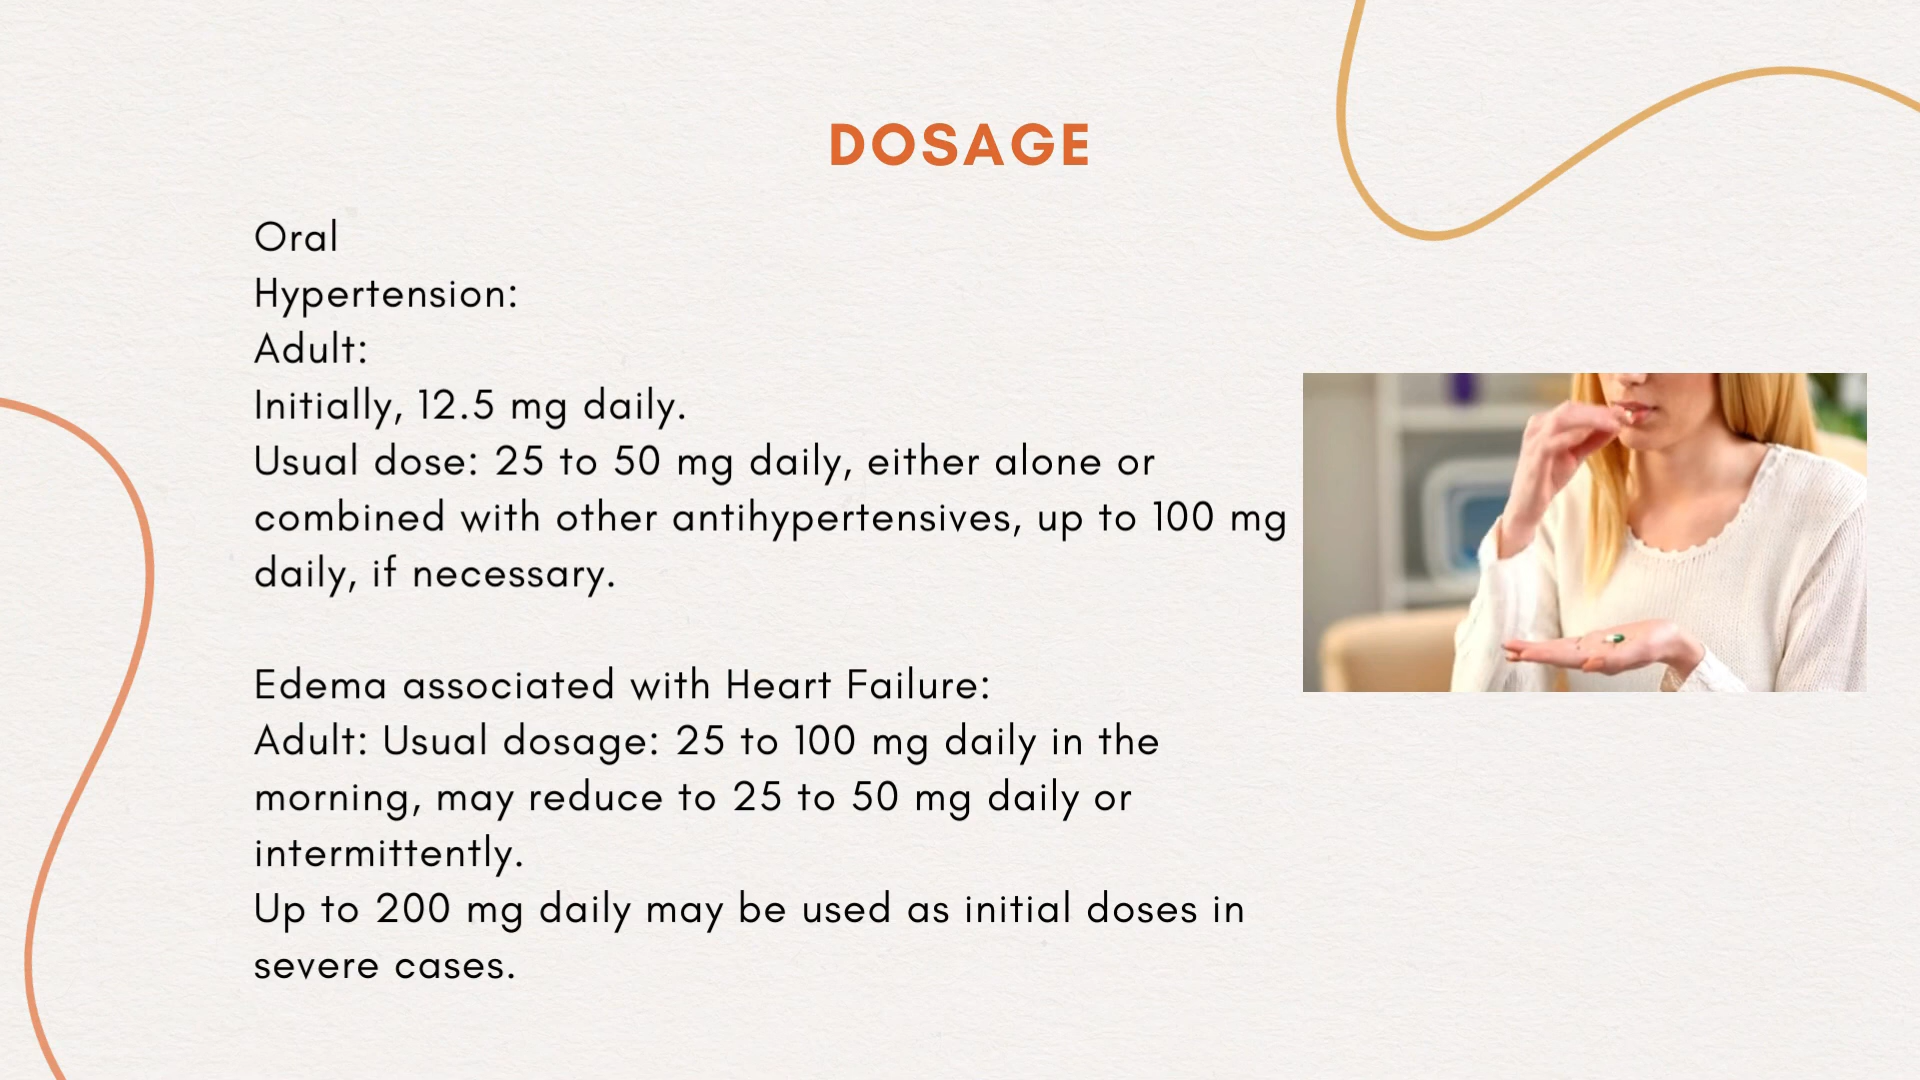 DOSAGE
Oral
Hypertension:
Adult:
Initially, 12.5 mg daily.
Usual dose: 25 to 50 mg daily, either alone or
combined with other antihypertensives, up to 100 mg
daily, if necessary.
Edema associated with Heart Failure:
Adult: Usual dosage: 25 to 100 mg daily in the
morning, may reduce to 25 to 50 mg daily or
intermittently.
Up to 200 mg daily may be used as initial doses in
severe cases.